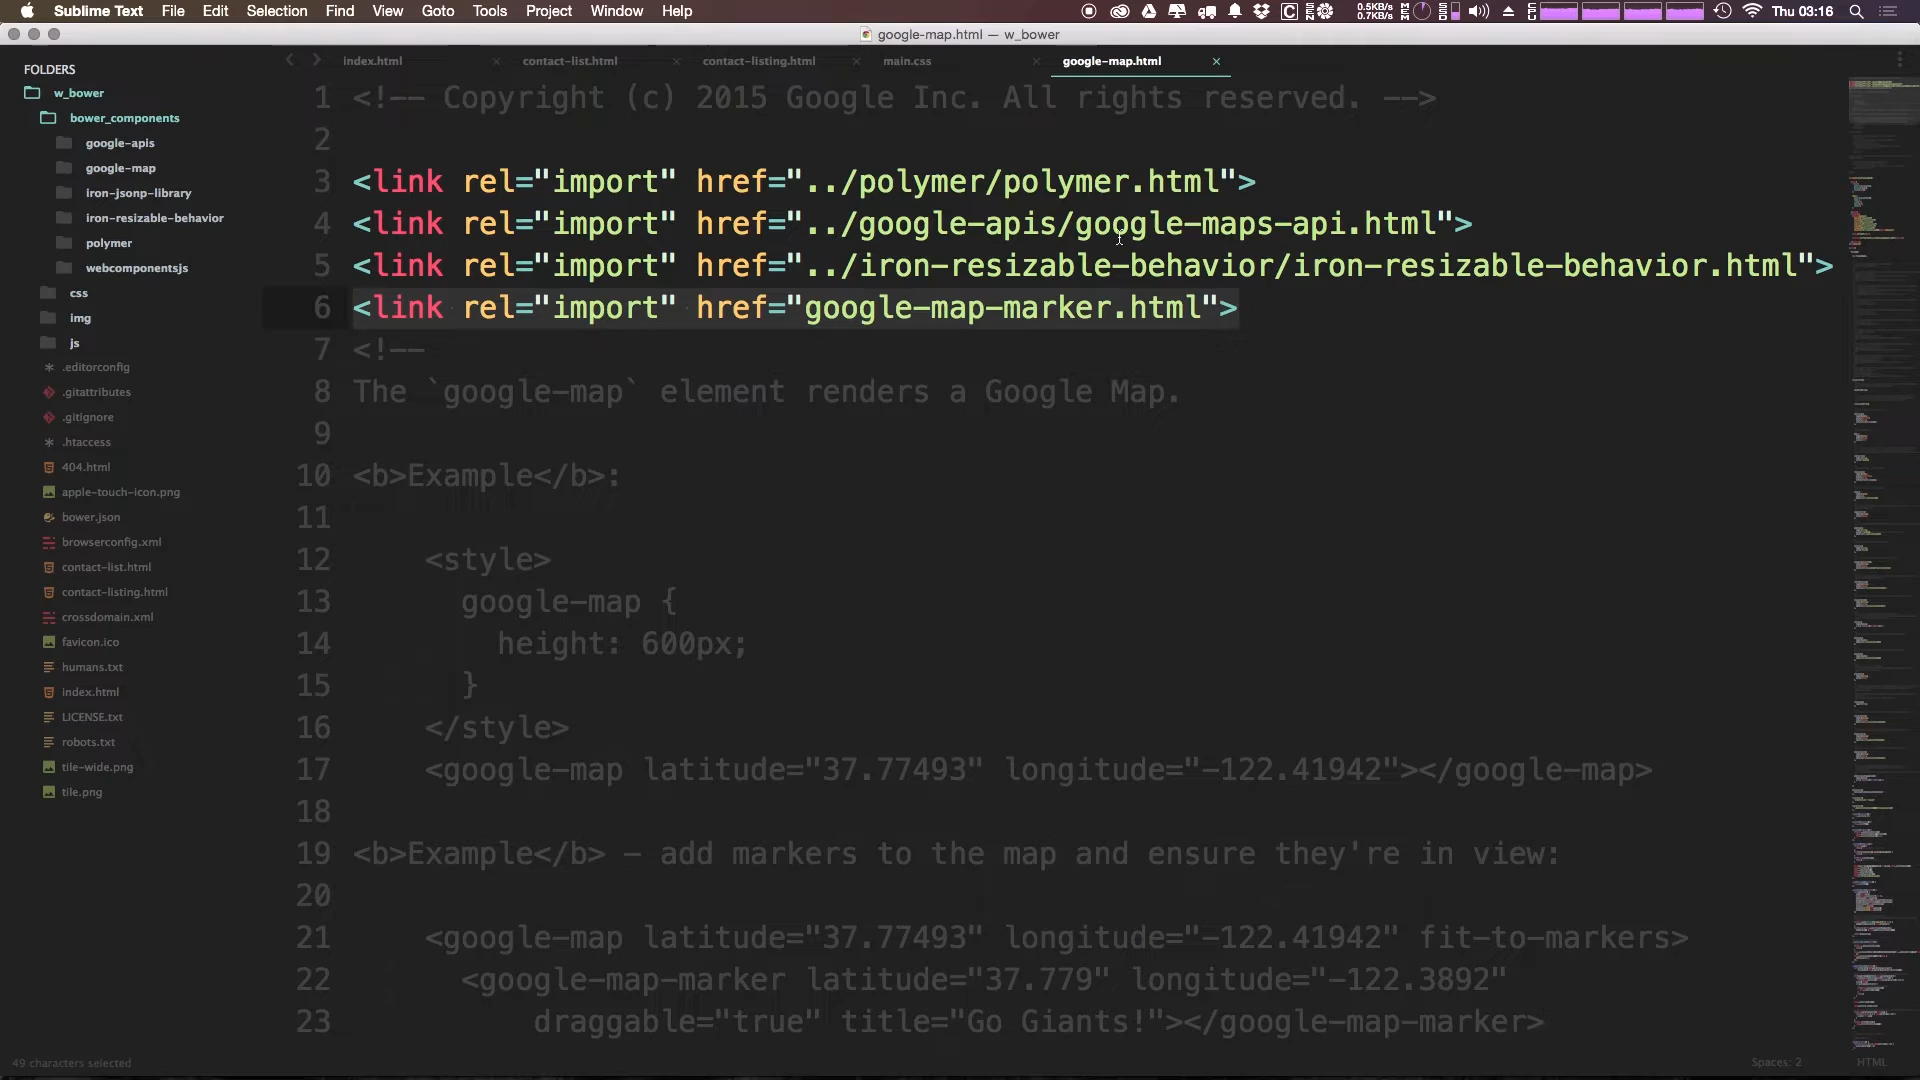 Sublime Text File Edit Selection Find View Goto Tools Project Window Help
0.5KB/s
0.7KB/s
Thu 03:16
google-map.html — w_bower
index.html
contact-list.html
contact-listing.html
main.css
google-map.html
FOLDERS
w_bower
bower_components
google-apis
google-map
iron-jsonp-library
iron-resizable-behavior
polymer
webcomponentsjs
css
img
js
.editorconfig
.gitattributes
.gitignore
.htaccess
404.html
apple-touch-icon.png
bower.json
browserconfig.xml
contact-list.html
contact-listing.html
crossdomain.xml
favicon.ico
humans.txt
index.html
LICENSE.txt
robots.txt
tile-wide.png
tile.png
1 <!-- Copyright (c) 2015 Google Inc. All rights reserved. -->
2
3 <link rel="import" href="../polymer/polymer.html">
4 <link rel="import" href="../google-apis/google-maps-api.html">
5 <link rel="import" href="../iron-resizable-behavior/iron-resizable-behavior.html">
6 <link rel="import" href="google-map-marker.html">
7 <!--
8 The `google-map` element renders a Google Map.
9
10 <b>Example</b>:
11
12 <style>
13 google-map {
14 height: 600px;
15 }
16 </style>
17 <google-map latitude="37.77493" longitude="-122.41942"></google-map>
18
19 <b>Example</b> - add markers to the map and ensure they're in view:
20
21 <google-map latitude="37.77493" longitude="-122.41942" fit-to-markers>
22 <google-map-marker latitude="37.779" longitude="-122.3892"
23 draggable="true" title="Go Giants!"></google-map-marker>
49 characters selected
Spaces: 2
HTML